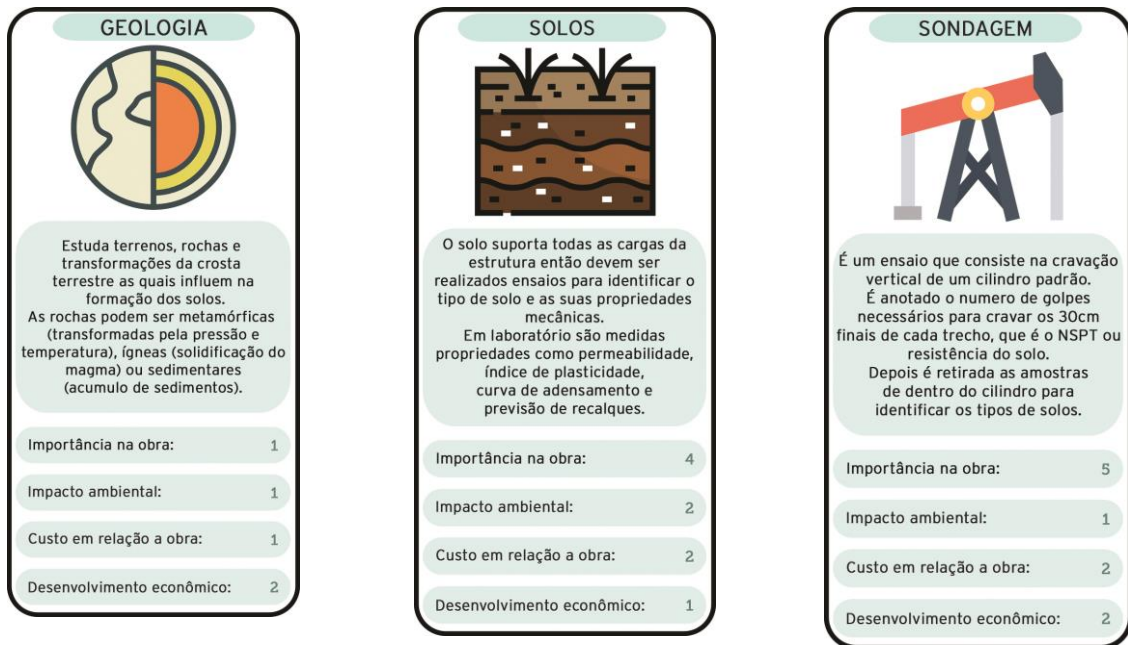 GEOLOGIA
Estuda terrenos, rochas e
transformações da crosta
terrestre as quais influem na
formação dos solos.
As rochas podem ser metamórficas
(transformadas pela pressão e
temperatura), ígneas (solidificação do
magma) ou sedimentares
(acumulo de sedimentos).
Importância na obra: 1
Impacto ambiental: 1
Custo em relação a obra: 1
Desenvolvimento econômico: 2
SOLOS
O solo suporta todas as cargas da
estrutura então devem ser
realizados ensaios para identificar o
tipo de solo e as suas propriedades
mecânicas.
Em laboratório são medidas
propriedades como permeabilidade,
índice de plasticidade,
curva de adensamento e
previsão de recalques.
Importância na obra: 4
Impacto ambiental: 2
Custo em relação a obra: 2
Desenvolvimento econômico: 1
SONDAGEM
É um ensaio que consiste na cravação
vertical de um cilindro padrão.
É anotado o numero de golpes
necessários para cravar os 30cm
finais de cada trecho, que é o NSPT ou
resistência do solo.
Depois é retirada as amostras
de dentro do cilindro para
identificar os tipos de solos.
Importância na obra: 5
Impacto ambiental: 1
Custo em relação a obra: 2
Desenvolvimento econômico: 2